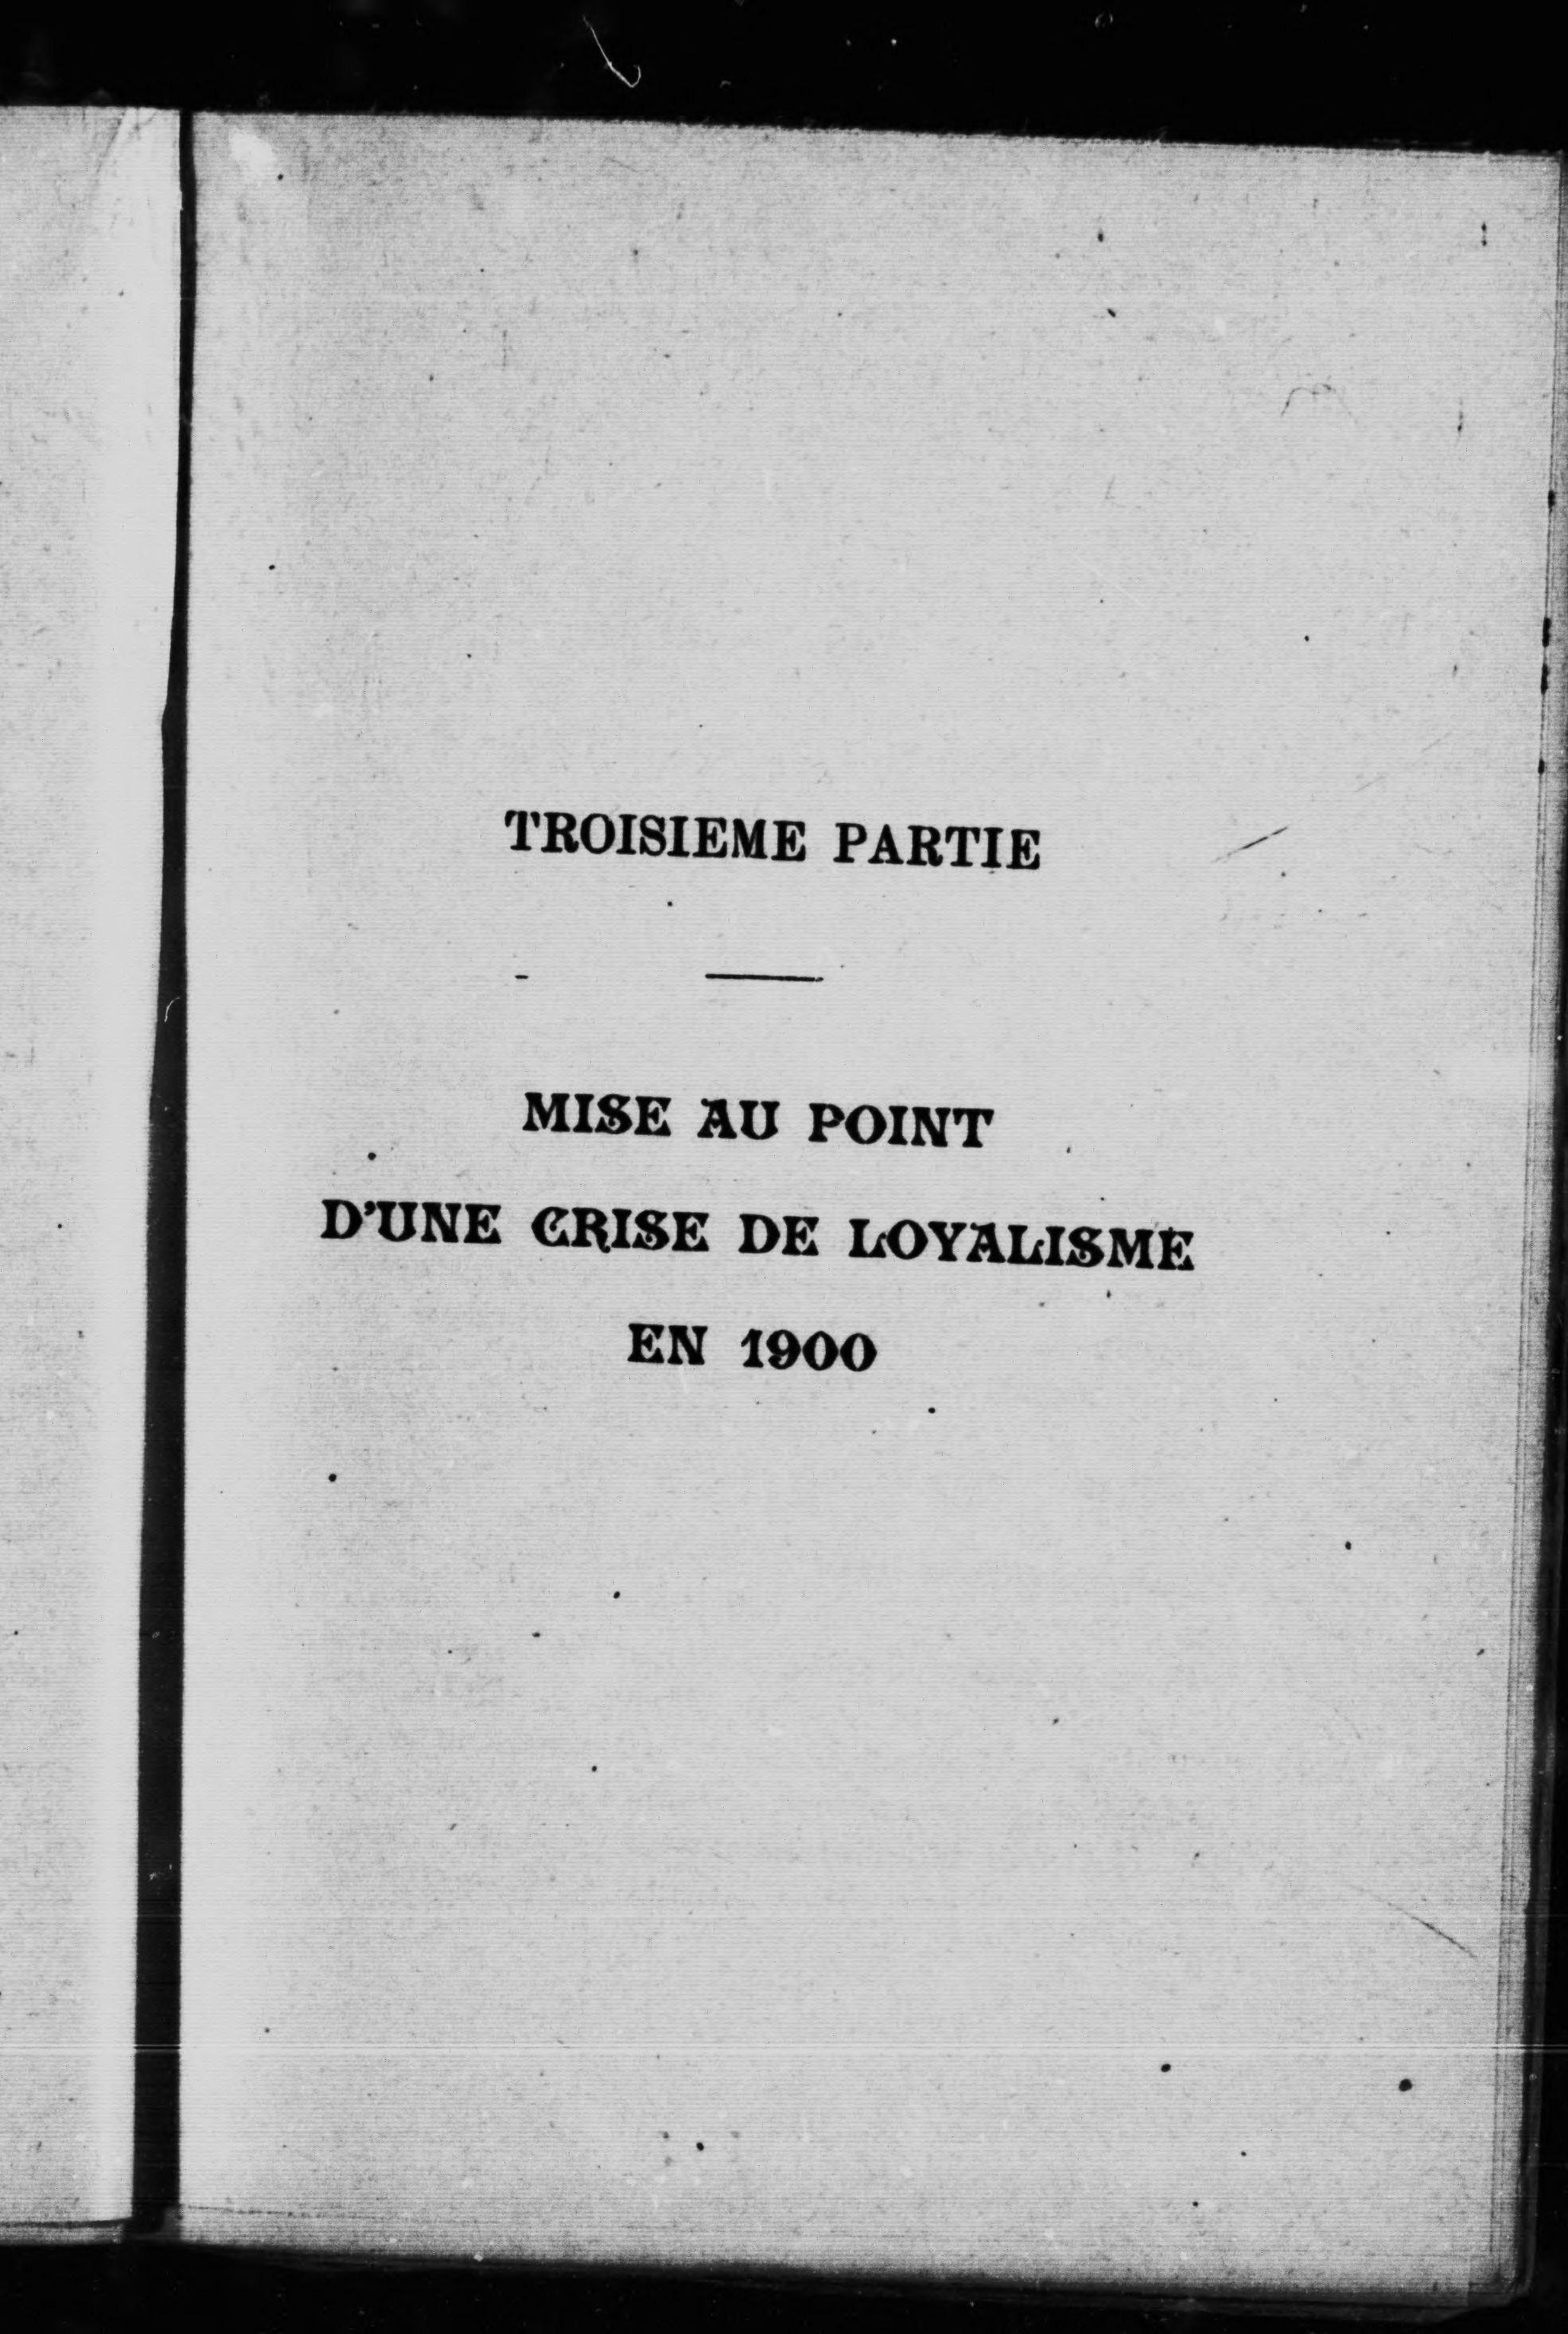 TROISIEME PARTIE
MISE AU POINT
D'UNE CRISE DE LOYALISME
EN 1900